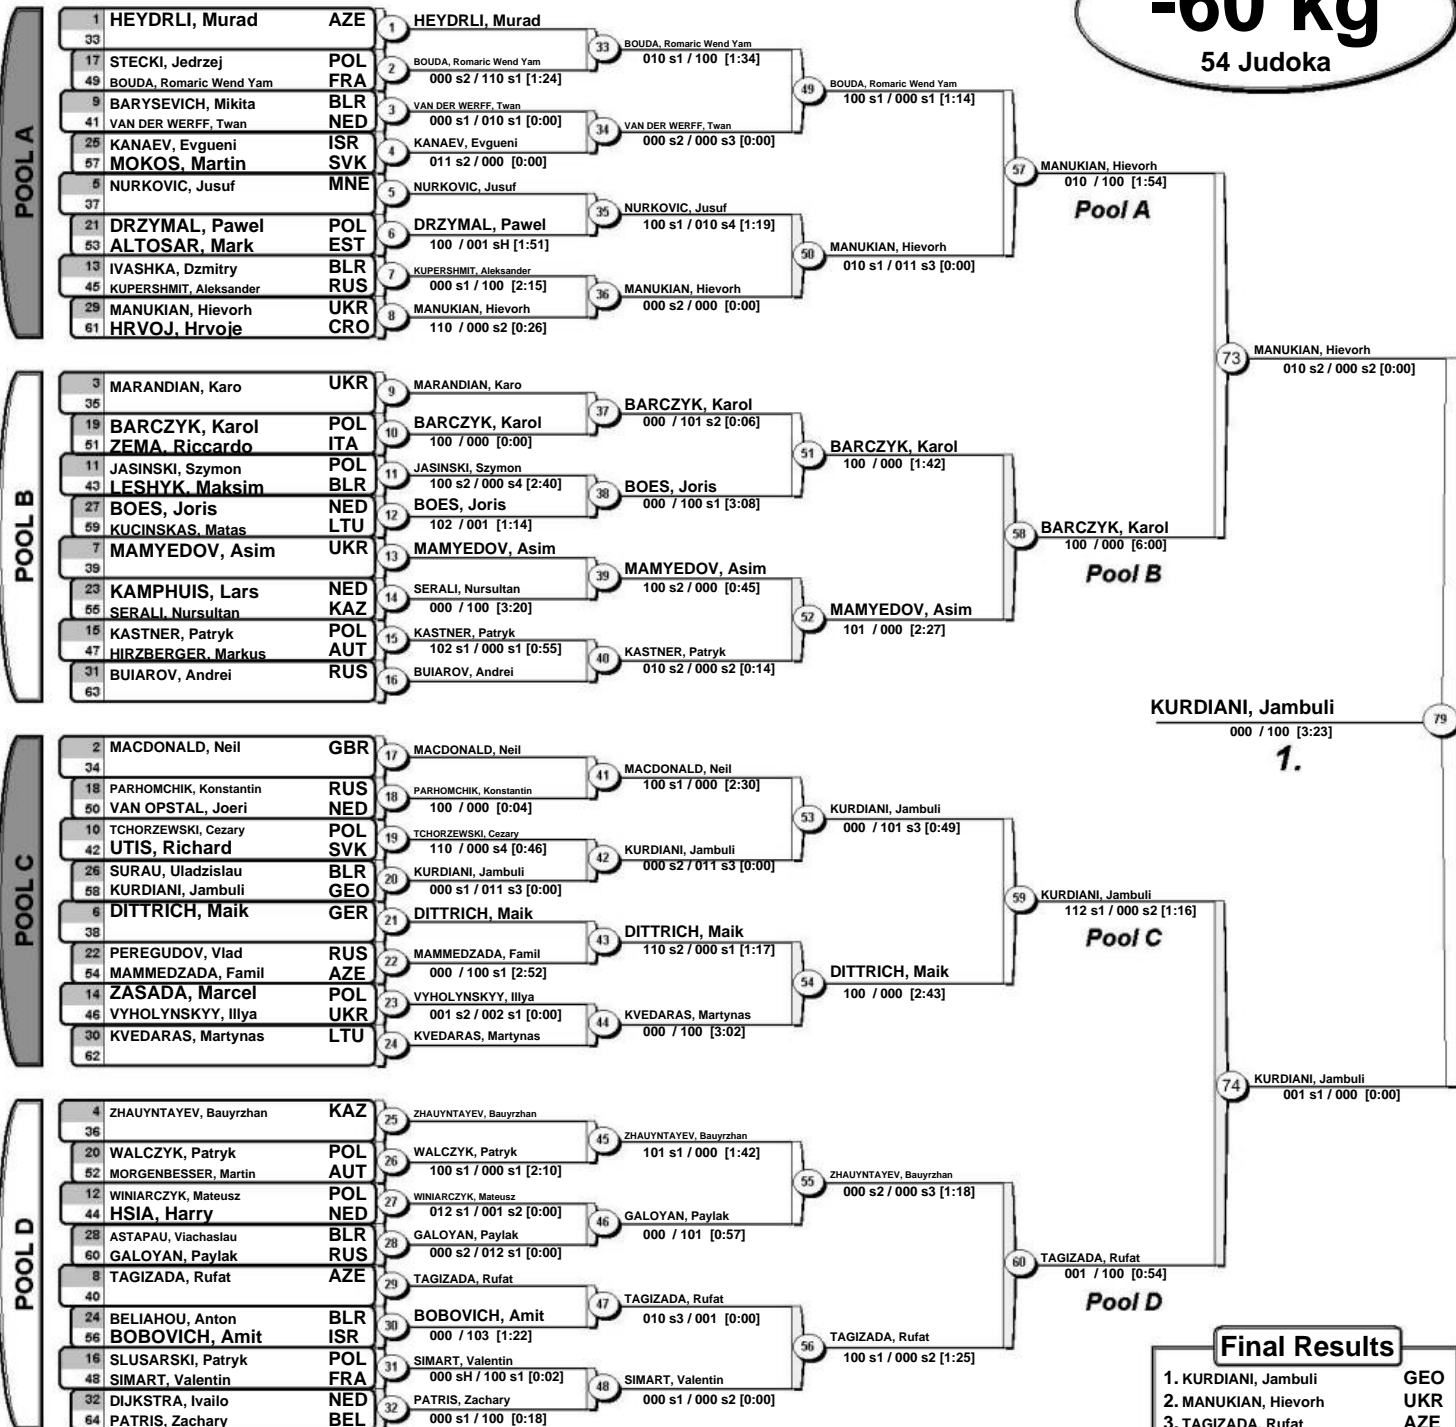 -60 kg
54 Judoka
POOL A
1 HEYDRLI, Murad AZE
33
17 STECKI, Jedrzej POL
49 BOUDA, Romaric Wend Yam FRA
9 BARYSEVICH, Mikita BLR
41 VAN DER WERFF, Twan NED
25 KANAEV, Evgueni ISR
57 MOKOS, Martin SVK
5 NURKOVIC, Jusuf MNE
37
21 DRZYMAL, Pawel POL
53 ALTOSAR, Mark EST
13 IVASHKA, Dzmitry BLR
45 KUPERSHMIT, Aleksander RUS
29 MANUKIAN, Hievorh UKR
61 HRVOJ, Hrvoje CRO
1 HEYDRLI, Murad
2 BOUDA, Romaric Wend Yam
000 s2 / 110 s1 [1:24]
3 VAN DER WERFF, Twan
000 s1 / 010 s1 [0:00]
4 KANAEV, Evgueni
011 s2 / 000 [0:00]
5 NURKOVIC, Jusuf
6 DRZYMAL, Pawel
100 / 001 sH [1:51]
7 KUPERSHMIT, Aleksander
000 s1 / 100 [2:15]
8 MANUKIAN, Hievorh
110 / 000 s2 [0:26]
33 BOUDA, Romaric Wend Yam
010 s1 / 100 [1:34]
34 VAN DER WERFF, Twan
000 s2 / 000 s3 [0:00]
35 NURKOVIC, Jusuf
100 s1 / 010 s4 [1:19]
36 MANUKIAN, Hievorh
000 s2 / 000 [0:00]
49 BOUDA, Romaric Wend Yam
100 s1 / 000 s1 [1:14]
50 MANUKIAN, Hievorh
010 s1 / 011 s3 [0:00]
57 MANUKIAN, Hievorh
010 / 100 [1:54]
Pool A
POOL B
3 MARANDIAN, Karo UKR
35
19 BARCZYK, Karol POL
51 ZEMA, Riccardo ITA
11 JASINSKI, Szymon POL
43 LESHYK, Maksim BLR
27 BOES, Joris NED
59 KUCINSKAS, Matas LTU
7 MAMYEDOV, Asim UKR
39
23 KAMPHUIS, Lars NED
55 SERALI, Nursultan KAZ
15 KASTNER, Patryk POL
47 HIRZBERGER, Markus AUT
31 BUIAROV, Andrei RUS
63
9 MARANDIAN, Karo
10 BARCZYK, Karol
100 / 000 [0:00]
11 JASINSKI, Szymon
100 s2 / 000 s4 [2:40]
12 BOES, Joris
102 / 001 [1:14]
13 MAMYEDOV, Asim
14 SERALI, Nursultan
000 / 100 [3:20]
15 KASTNER, Patryk
102 s1 / 000 s1 [0:55]
16 BUIAROV, Andrei
37 BARCZYK, Karol
000 / 101 s2 [0:06]
38 BOES, Joris
000 / 100 s1 [3:08]
39 MAMYEDOV, Asim
100 s2 / 000 [0:45]
40 KASTNER, Patryk
010 s2 / 000 s2 [0:14]
51 BARCZYK, Karol
100 / 000 [1:42]
52 MAMYEDOV, Asim
101 / 000 [2:27]
58 BARCZYK, Karol
100 / 000 [6:00]
Pool B
73 MANUKIAN, Hievorh
010 s2 / 000 s2 [0:00]
79 KURDIANI, Jambuli
000 / 100 [3:23]
1.
POOL C
2 MACDONALD, Neil GBR
34
18 PARHOMCHIK, Konstantin RUS
50 VAN OPSTAL, Joeri NED
10 TCHORZEWSKI, Cezary POL
42 UTIS, Richard SVK
26 SURAU, Uladzislau BLR
58 KURDIANI, Jambuli GEO
6 DITTRICH, Maik GER
38
22 PEREGUDOV, Vlad RUS
54 MAMMEDZADA, Famil AZE
14 ZASADA, Marcel POL
46 VYHOLYNSKYY, Illya UKR
30 KVEDARAS, Martynas LTU
62
17 MACDONALD, Neil
18 PARHOMCHIK, Konstantin
100 / 000 [0:04]
19 TCHORZEWSKI, Cezary
110 / 000 s4 [0:46]
20 KURDIANI, Jambuli
000 s1 / 011 s3 [0:00]
21 DITTRICH, Maik
22 MAMMEDZADA, Famil
000 / 100 s1 [2:52]
23 VYHOLYNSKYY, Illya
001 s2 / 002 s1 [0:00]
24 KVEDARAS, Martynas
41 MACDONALD, Neil
100 s1 / 000 [2:30]
42 KURDIANI, Jambuli
000 s2 / 011 s3 [0:00]
43 DITTRICH, Maik
110 s2 / 000 s1 [1:17]
44 KVEDARAS, Martynas
000 / 100 [3:02]
53 KURDIANI, Jambuli
000 / 101 s3 [0:49]
54 DITTRICH, Maik
100 / 000 [2:43]
59 KURDIANI, Jambuli
112 s1 / 000 s2 [1:16]
Pool C
74 KURDIANI, Jambuli
001 s1 / 000 [0:00]
POOL D
4 ZHAUYNTAYEV, Bauyrzhan KAZ
36
20 WALCZYK, Patryk POL
52 MORGENBESSER, Martin AUT
12 WINIARCZYK, Mateusz POL
44 HSIA, Harry NED
28 ASTAPAU, Viachaslau BLR
60 GALOYAN, Paylak RUS
8 TAGIZADA, Rufat AZE
40
24 BELIAHOU, Anton BLR
56 BOBOVICH, Amit ISR
16 SLUSARSKI, Patryk POL
48 SIMART, Valentin FRA
32 DIJKSTRA, Ivailo NED
64 PATRIS, Zachary BEL
25 ZHAUYNTAYEV, Bauyrzhan
26 WALCZYK, Patryk
100 s1 / 000 s1 [2:10]
27 WINIARCZYK, Mateusz
012 s1 / 001 s2 [0:00]
28 GALOYAN, Paylak
000 s2 / 012 s1 [0:00]
29 TAGIZADA, Rufat
30 BOBOVICH, Amit
000 / 103 [1:22]
31 SIMART, Valentin
000 sH / 100 s1 [0:02]
32 PATRIS, Zachary
000 s1 / 100 [0:18]
45 ZHAUYNTAYEV, Bauyrzhan
101 s1 / 000 [1:42]
46 GALOYAN, Paylak
000 / 101 [0:57]
47 TAGIZADA, Rufat
010 s3 / 001 [0:00]
48 SIMART, Valentin
000 s1 / 000 s2 [0:00]
55 ZHAUYNTAYEV, Bauyrzhan
000 s2 / 000 s3 [1:18]
56 TAGIZADA, Rufat
100 s1 / 000 s2 [1:25]
60 TAGIZADA, Rufat
001 / 100 [0:54]
Pool D
Final Results
1. KURDIANI, Jambuli GEO
2. MANUKIAN, Hievorh UKR
3. TAGIZADA, Rufat AZE